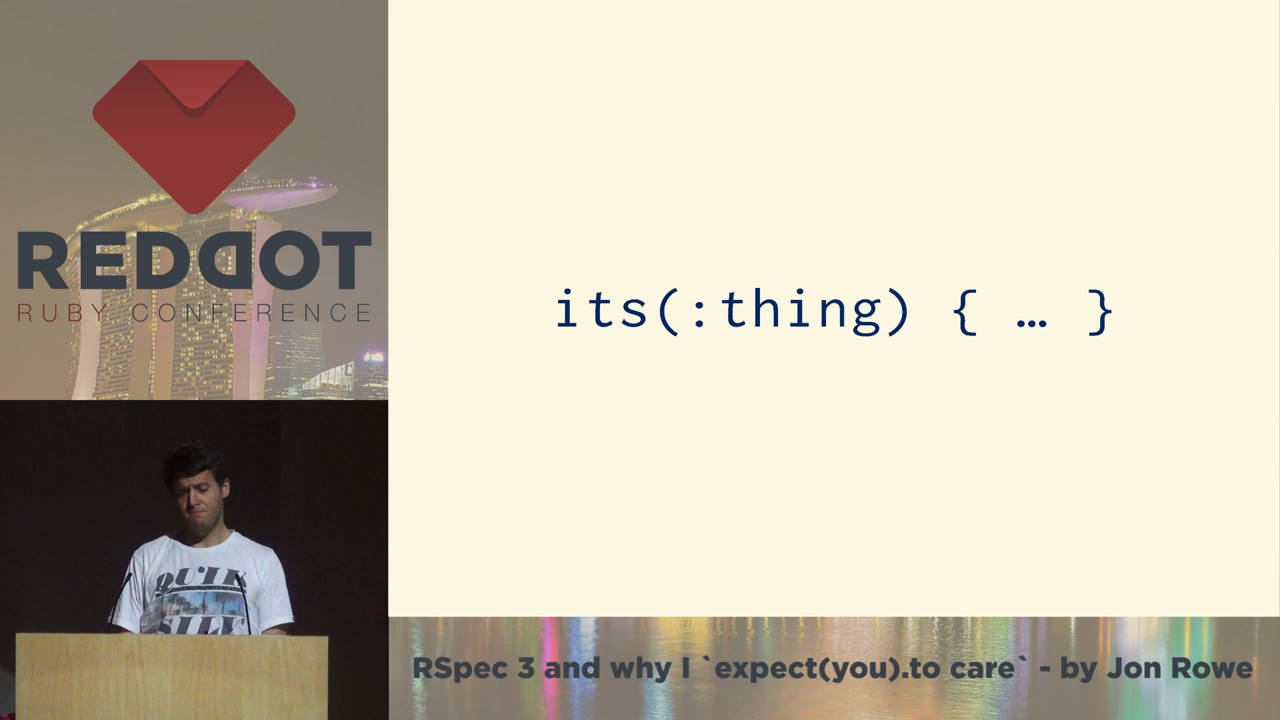 REDDOT
RUBY CONFERENCE
its(:thing) { … }
RSpec 3 and why I `expect(you).to care` - by Jon Rowe